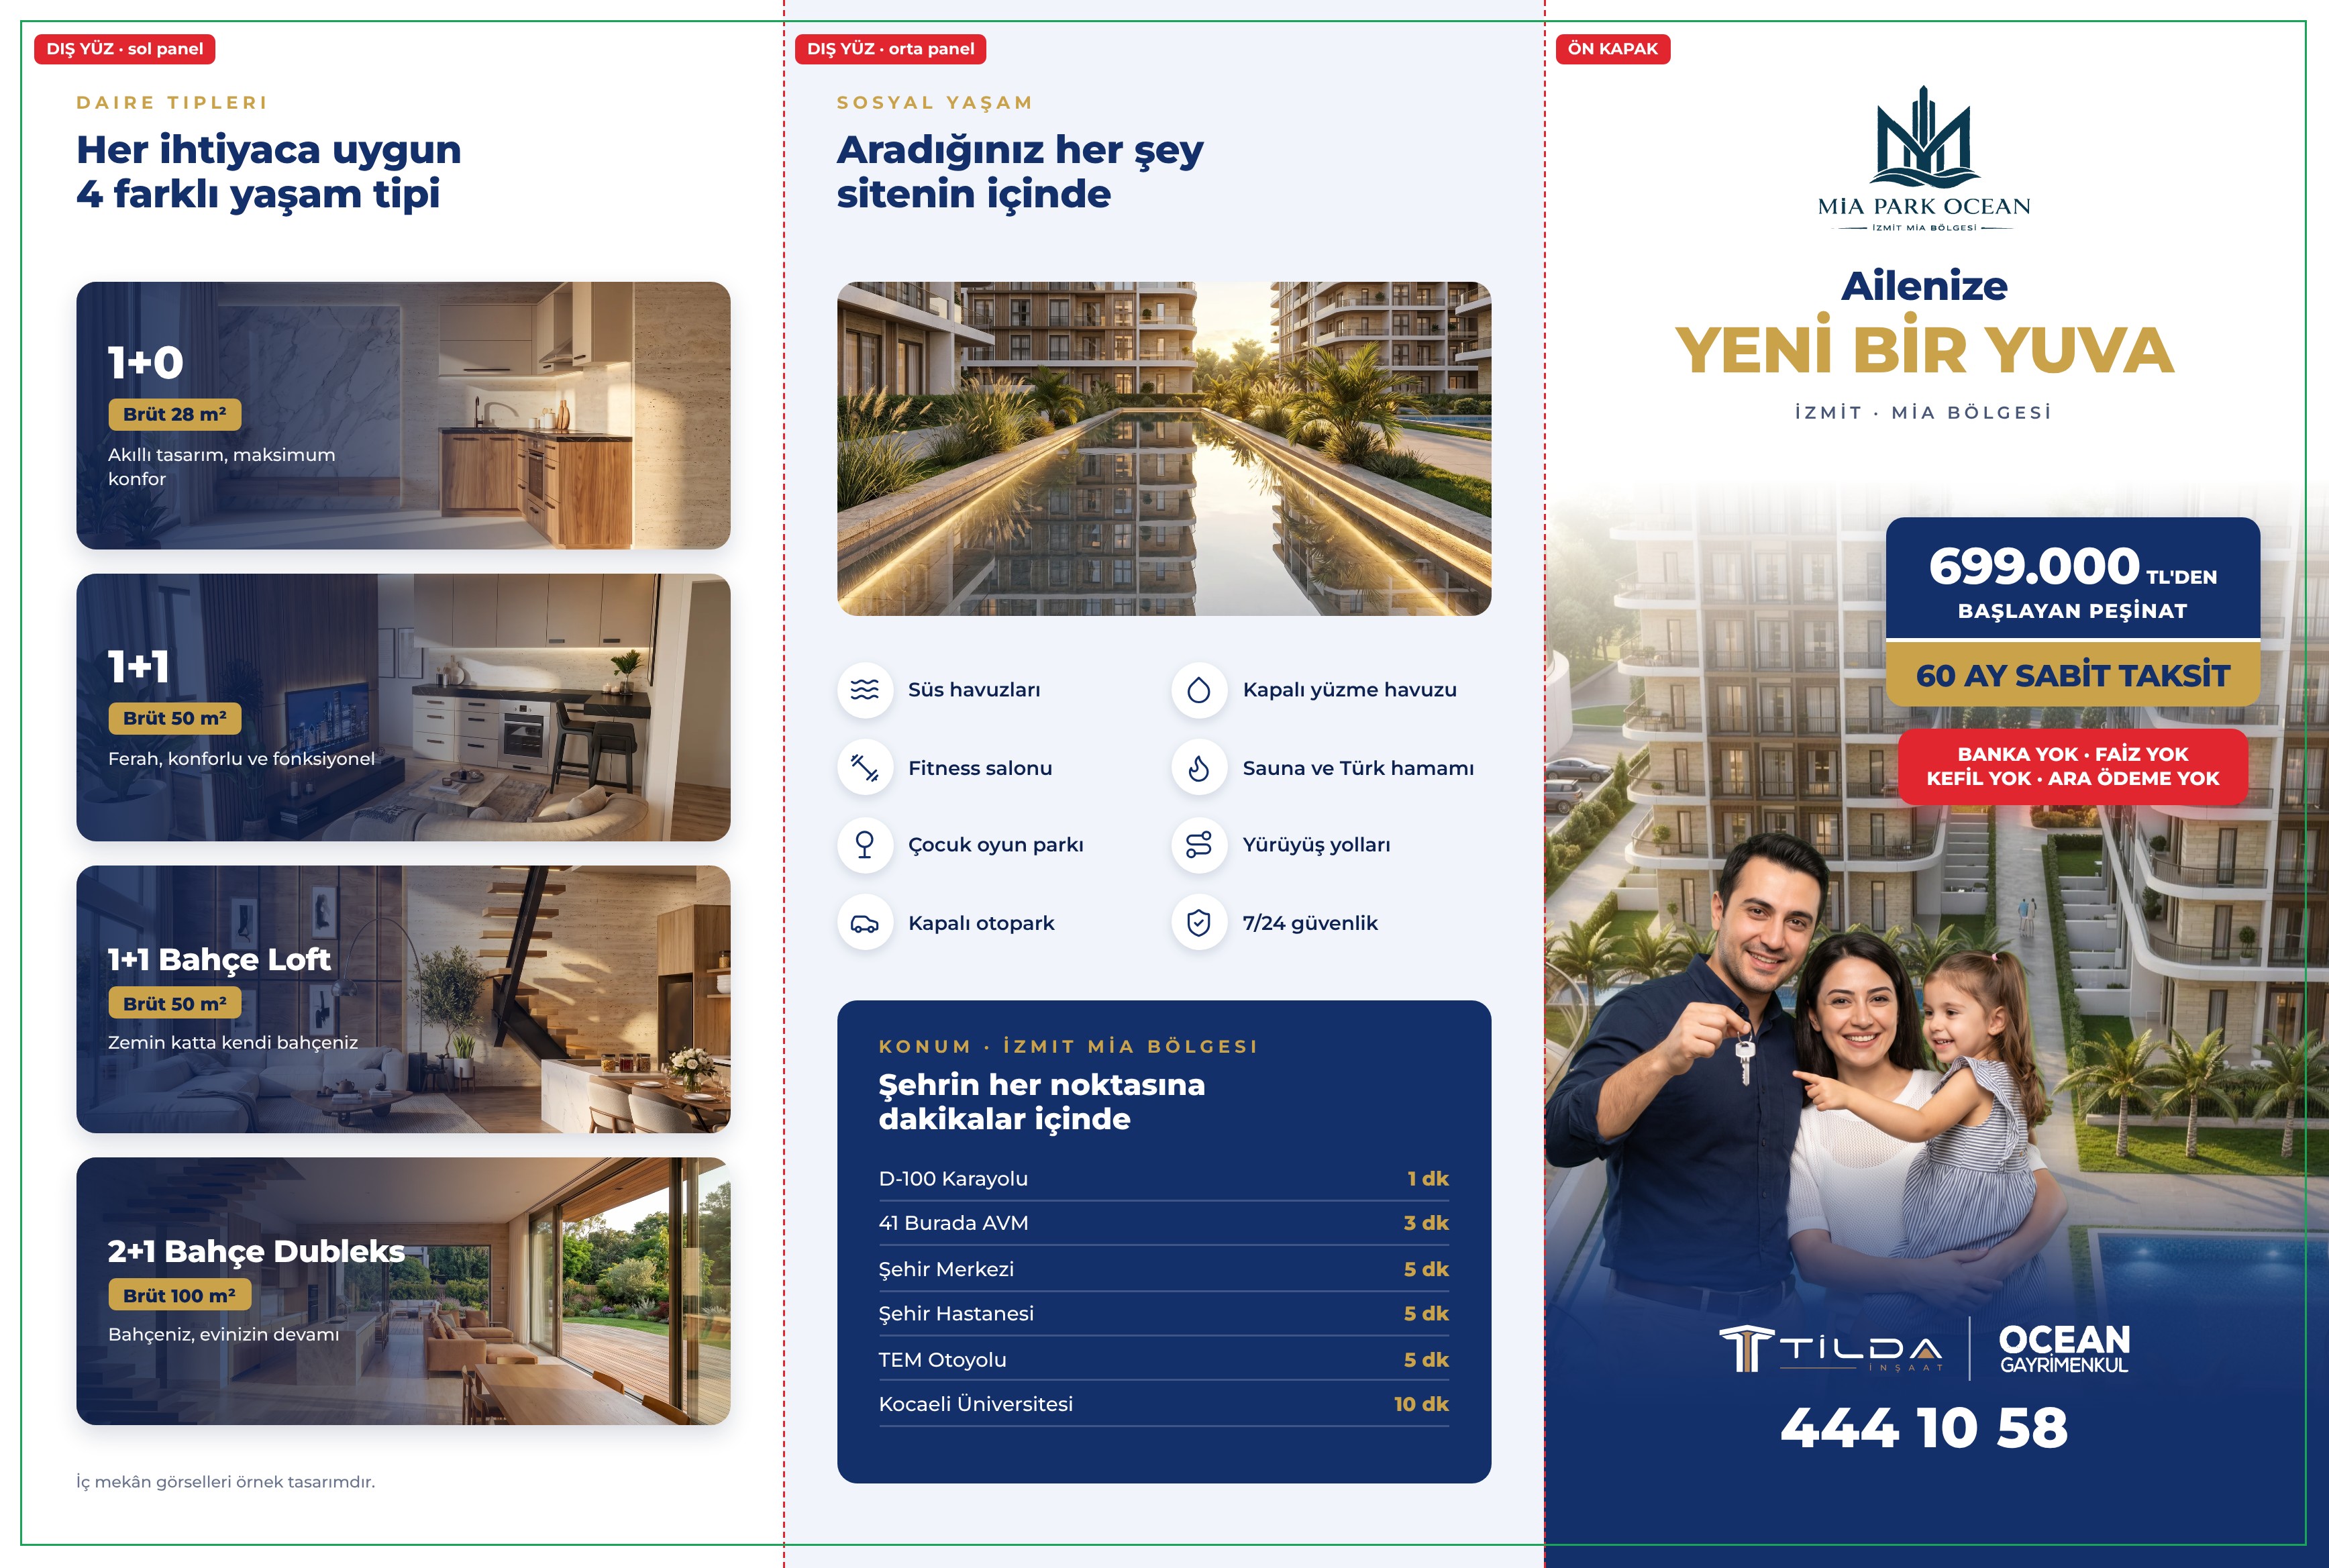 DIŞ YÜZ · sol panel
DAIRE TIPLERI
Her ihtiyaca uygun
4 farklı yaşam tipi
1+0
Brüt 28 m²
Akıllı tasarım, maksimum
konfor
1+1
Brüt 50 m²
Ferah, konforlu ve fonksiyonel
1+1 Bahçe Loft
Brüt 50 m²
Zemin katta kendi bahçeniz
2+1 Bahçe Dubleks
Brüt 100 m²
Bahçeniz, evinizin devamı
İç mekân görselleri örnek tasarımdır.
DIŞ YÜZ · orta panel
SOSYAL YAŞAM
Aradığınız her şey
sitenin içinde
Süs havuzları
Kapalı yüzme havuzu
Fitness salonu
Sauna ve Türk hamamı
Çocuk oyun parkı
Yürüyüş yolları
Kapalı otopark
7/24 güvenlik
KONUM · İZMIT MİA BÖLGESI
Şehrin her noktasına
dakikalar içinde
D-100 Karayolu 1 dk
41 Burada AVM 3 dk
Şehir Merkezi 5 dk
Şehir Hastanesi 5 dk
TEM Otoyolu 5 dk
Kocaeli Üniversitesi 10 dk
ÖN KAPAK
MİA PARK OCEAN
İZMİT MİA BÖLGESİ
Ailenize
YENİ BİR YUVA
İZMİT · MİA BÖLGESİ
699.000 TL'DEN
BAŞLAYAN PEŞİNAT
60 AY SABİT TAKSİT
BANKA YOK · FAİZ YOK
KEFİL YOK · ARA ÖDEME YOK
TİLDA
İNŞAAT
OCEAN
GAYRİMENKUL
444 10 58